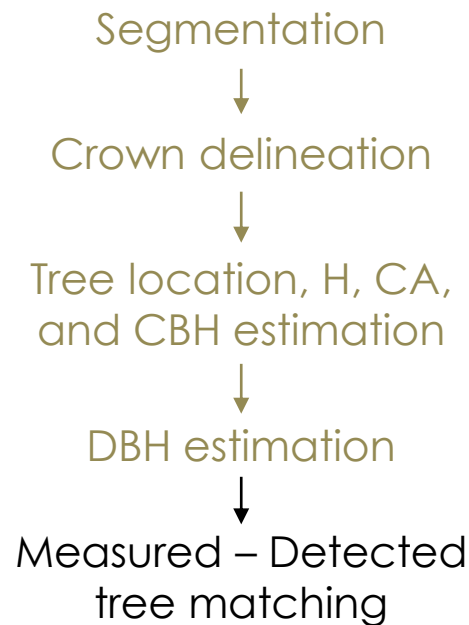 Segmentation
Crown delineation
Tree location, H, CA,
and CBH estimation
DBH estimation
Measured – Detected
tree matching